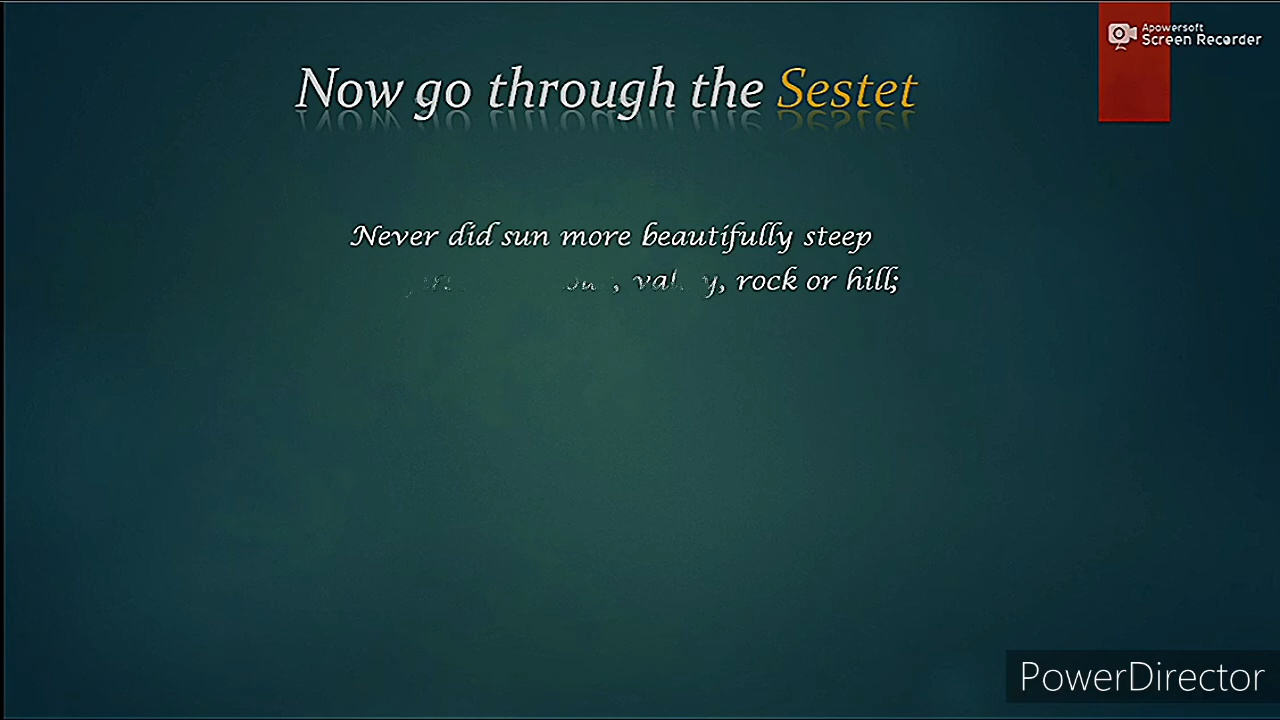 Apowersoft
Screen Recorder
Now go through the Sestet
Never did sun more beautifully steep
rock or hill;
PowerDirector